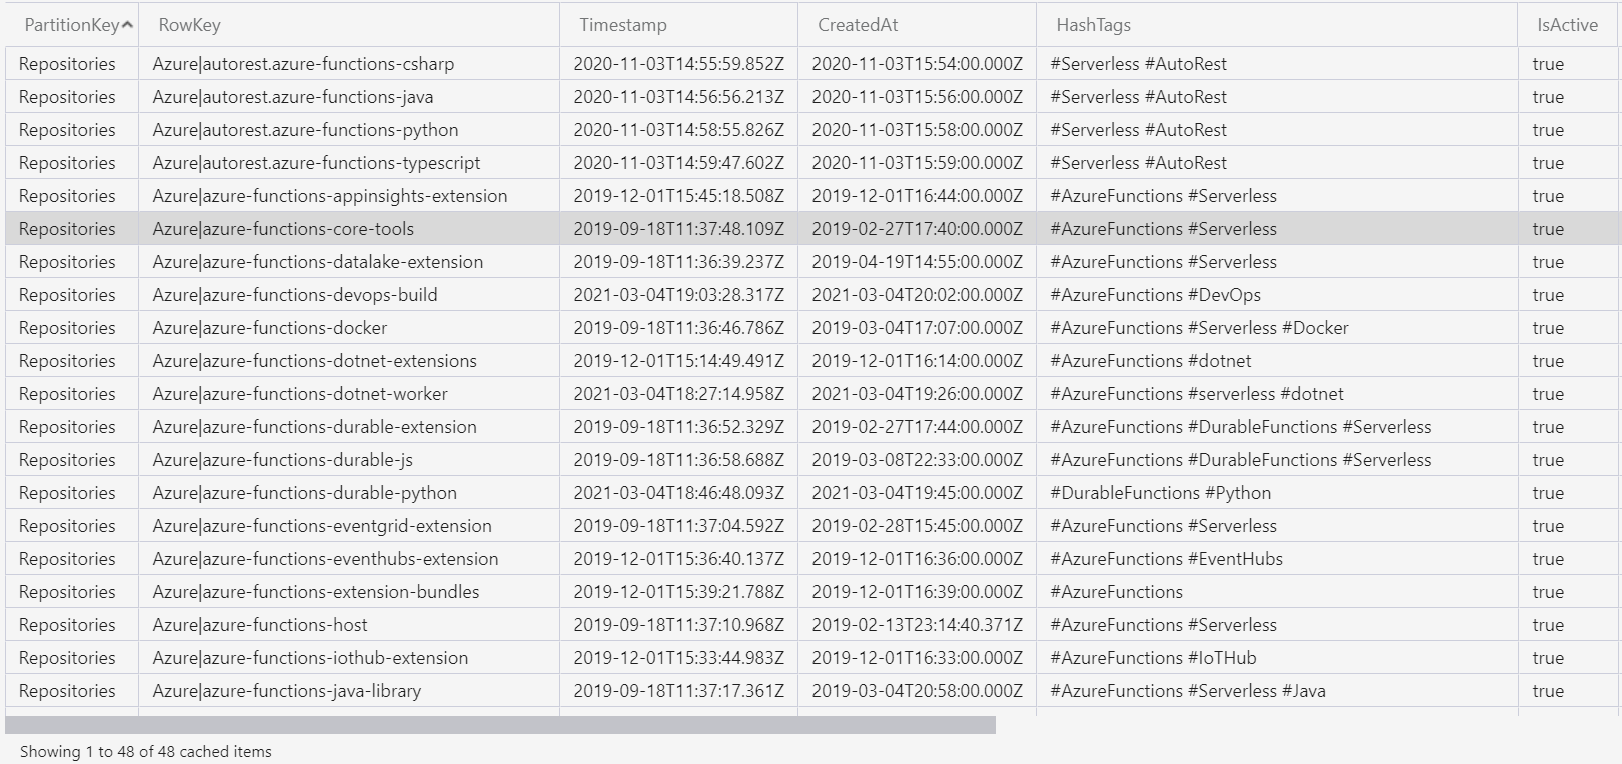 PartitionKey RowKey Timestamp CreatedAt HashTags IsActive
Repositories Azure|autorest.azure-functions-csharp 2020-11-03T14:55:59.852Z 2020-11-03T15:54:00.000Z #Serverless #AutoRest true
Repositories Azure|autorest.azure-functions-java 2020-11-03T14:56:56.213Z 2020-11-03T15:56:00.000Z #Serverless #AutoRest true
Repositories Azure|autorest.azure-functions-python 2020-11-03T14:58:55.826Z 2020-11-03T15:58:00.000Z #Serverless #AutoRest true
Repositories Azure|autorest.azure-functions-typescript 2020-11-03T14:59:47.602Z 2020-11-03T15:59:00.000Z #Serverless #AutoRest true
Repositories Azure|azure-functions-appinsights-extension 2019-12-01T15:45:18.508Z 2019-12-01T16:44:00.000Z #AzureFunctions #Serverless true
Repositories Azure|azure-functions-core-tools 2019-09-18T11:37:48.109Z 2019-02-27T17:40:00.000Z #AzureFunctions #Serverless true
Repositories Azure|azure-functions-datalake-extension 2019-09-18T11:36:39.237Z 2019-04-19T14:55:00.000Z #AzureFunctions #Serverless true
Repositories Azure|azure-functions-devops-build 2021-03-04T19:03:28.317Z 2021-03-04T20:02:00.000Z #AzureFunctions #DevOps true
Repositories Azure|azure-functions-docker 2019-09-18T11:36:46.786Z 2019-03-04T17:07:00.000Z #AzureFunctions #Serverless #Docker true
Repositories Azure|azure-functions-dotnet-extensions 2019-12-01T15:14:49.491Z 2019-12-01T16:14:00.000Z #AzureFunctions #dotnet true
Repositories Azure|azure-functions-dotnet-worker 2021-03-04T18:27:14.958Z 2021-03-04T19:26:00.000Z #AzureFunctions #serverless #dotnet true
Repositories Azure|azure-functions-durable-extension 2019-09-18T11:36:52.329Z 2019-02-27T17:44:00.000Z #AzureFunctions #DurableFunctions #Serverless true
Repositories Azure|azure-functions-durable-js 2019-09-18T11:36:58.688Z 2019-03-08T22:33:00.000Z #AzureFunctions #DurableFunctions #Serverless true
Repositories Azure|azure-functions-durable-python 2021-03-04T18:46:48.093Z 2021-03-04T19:45:00.000Z #DurableFunctions #Python true
Repositories Azure|azure-functions-eventgrid-extension 2019-09-18T11:37:04.592Z 2019-02-28T15:45:00.000Z #AzureFunctions #Serverless true
Repositories Azure|azure-functions-eventhubs-extension 2019-12-01T15:36:40.137Z 2019-12-01T16:36:00.000Z #AzureFunctions #EventHubs true
Repositories Azure|azure-functions-extension-bundles 2019-12-01T15:39:21.788Z 2019-12-01T16:39:00.000Z #AzureFunctions true
Repositories Azure|azure-functions-host 2019-09-18T11:37:10.968Z 2019-02-13T23:14:40.371Z #AzureFunctions #Serverless true
Repositories Azure|azure-functions-iothub-extension 2019-12-01T15:33:44.983Z 2019-12-01T16:33:00.000Z #AzureFunctions #IoTHub true
Repositories Azure|azure-functions-java-library 2019-09-18T11:37:17.361Z 2019-03-04T20:58:00.000Z #AzureFunctions #Serverless #Java true
Showing 1 to 48 of 48 cached items